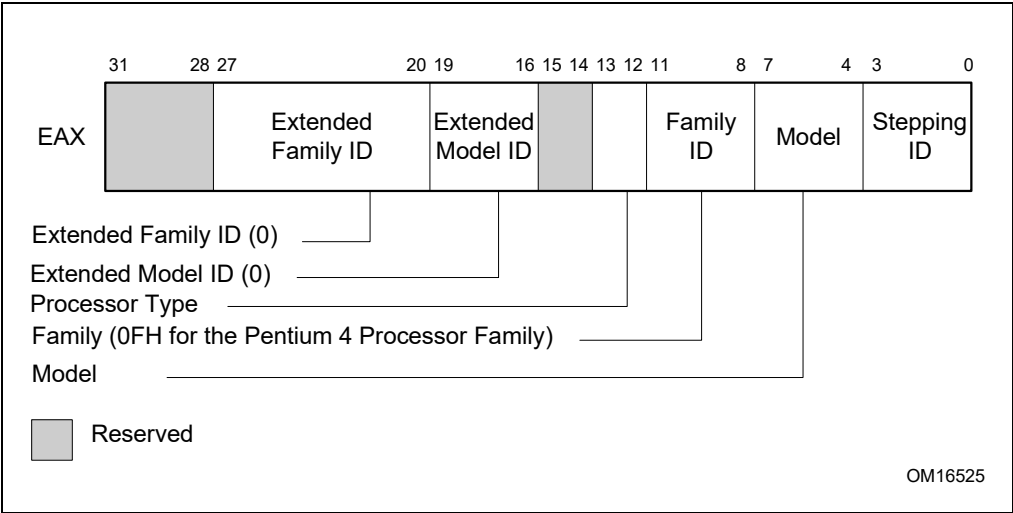 31 28 27 20 19 16 15 14 13 12 11 8 7 4 3 0
EAX
Extended
Family ID
Extended
Model ID
Family
ID
Model
Stepping
ID
Extended Family ID (0)
Extended Model ID (0)
Processor Type
Family (0FH for the Pentium 4 Processor Family)
Model
Reserved
OM16525